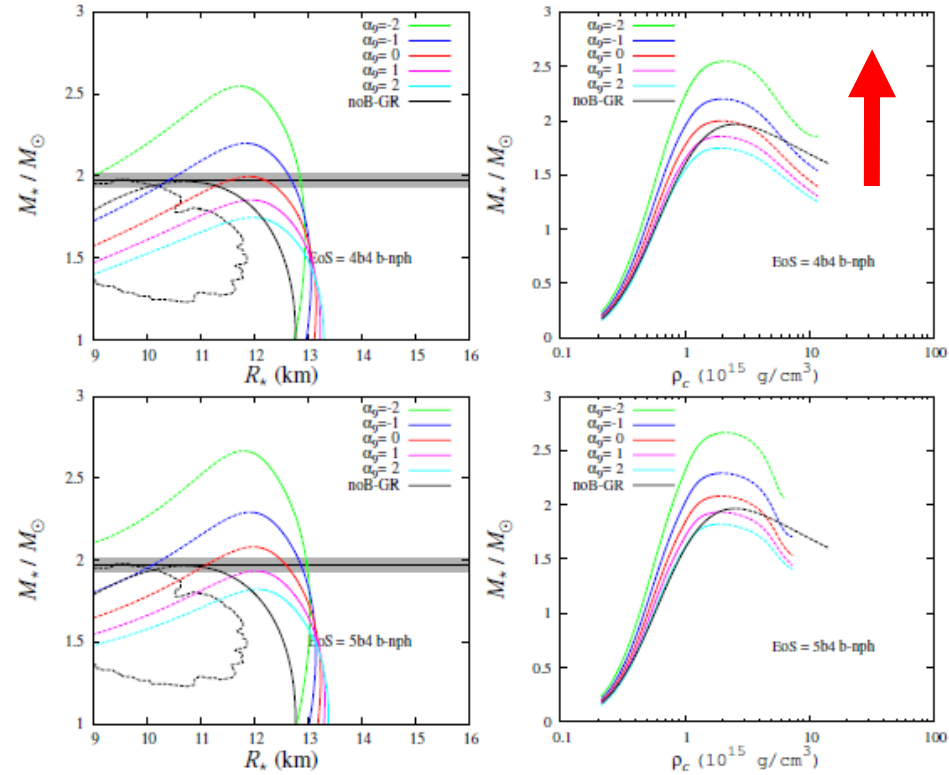 3
2.5
2
1.5
1
9
10
11
12
13
14
15
16
M⋆ / M⊙
R⋆ (km)
α₉=-2
α₉=-1
α₉= 0
α₉= 1
α₉= 2
noB-GR
EoS = 4b4 b-nph
3
2.5
2
1.5
1
0.5
0
0.1
1
10
100
M⋆ / M⊙
ρc (10¹⁵ g/cm³)
α₉=-2
α₉=-1
α₉= 0
α₉= 1
α₉= 2
noB-GR
EoS = 4b4 b-nph
3
2.5
2
1.5
1
9
10
11
12
13
14
15
16
M⋆ / M⊙
R⋆ (km)
α₉=-2
α₉=-1
α₉= 0
α₉= 1
α₉= 2
noB-GR
EoS = 5b4 b-nph
3
2.5
2
1.5
1
0.5
0
0.1
1
10
100
M⋆ / M⊙
ρc (10¹⁵ g/cm³)
α₉=-2
α₉=-1
α₉= 0
α₉= 1
α₉= 2
noB-GR
EoS = 5b4 b-nph